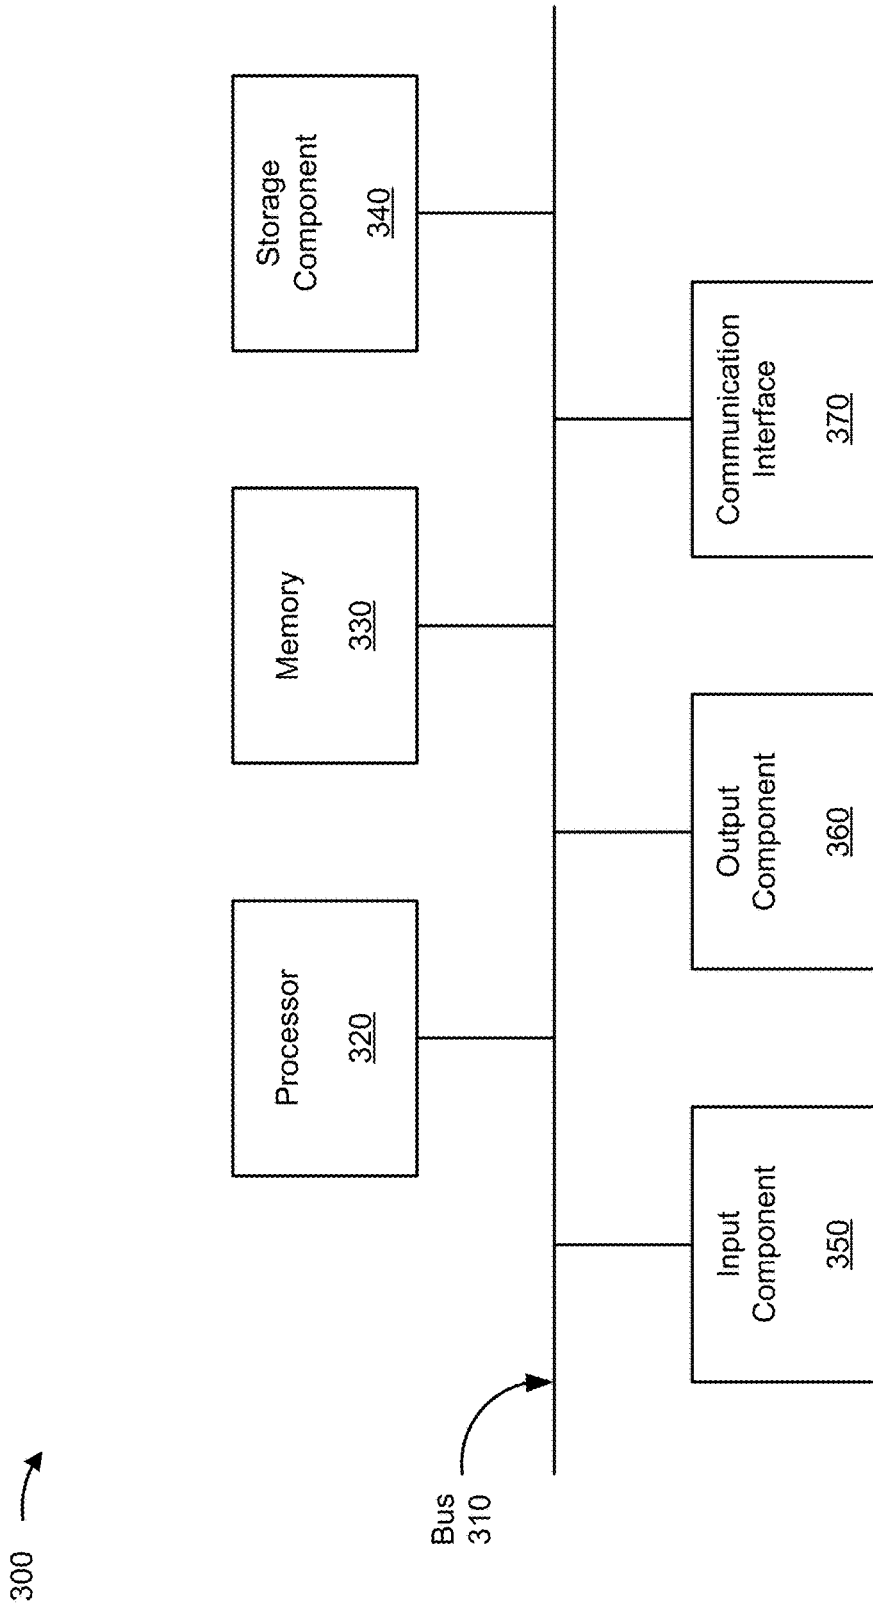 300
Processor
320
Memory
330
Storage
Component
340
Bus
310
Input
Component
350
Output
Component
360
Communication
Interface
370